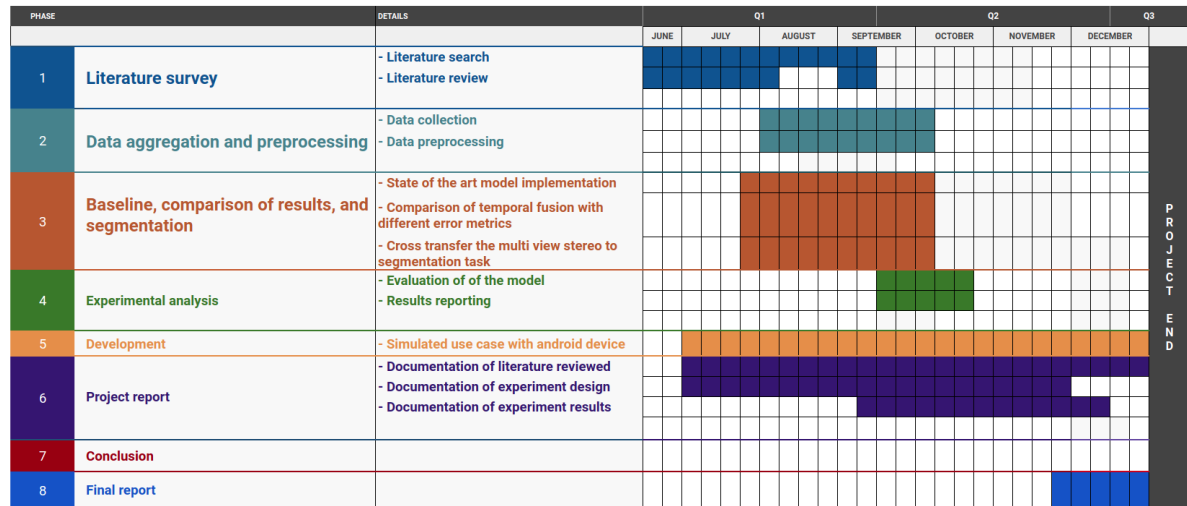 PHASE DETAILS Q1 Q2 Q3
JUNE JULY AUGUST SEPTEMBER OCTOBER NOVEMBER DECEMBER
1 Literature survey
- Literature search
- Literature review
2 Data aggregation and preprocessing
- Data collection
- Data preprocessing
3 Baseline, comparison of results, and
segmentation
- State of the art model implementation
- Comparison of temporal fusion with
different error metrics
- Cross transfer the multi view stereo to
segmentation task
4 Experimental analysis
- Evaluation of of the model
- Results reporting
5 Development
- Simulated use case with android device
6 Project report
- Documentation of literature reviewed
- Documentation of experiment design
- Documentation of experiment results
7 Conclusion
8 Final report
PROJECT END